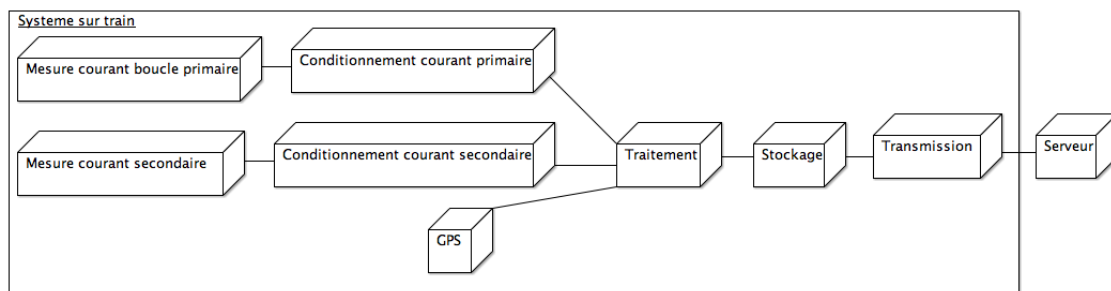 Systeme sur train
Mesure courant boucle primaire
Conditionnement courant primaire
Mesure courant secondaire
Conditionnement courant secondaire
Traitement
Stockage
Transmission
Serveur
GPS